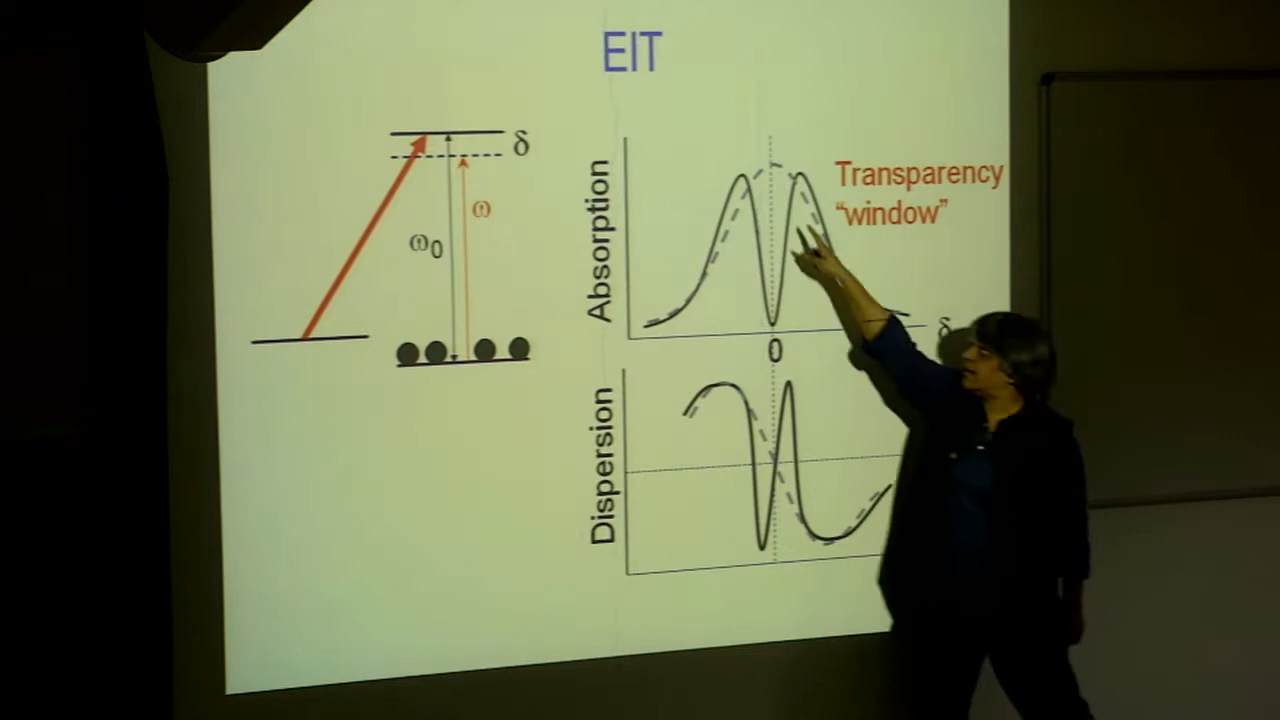 EIT
δ
ω
ω0
Absorption
Transparency
“window”
δ
0
Dispersion